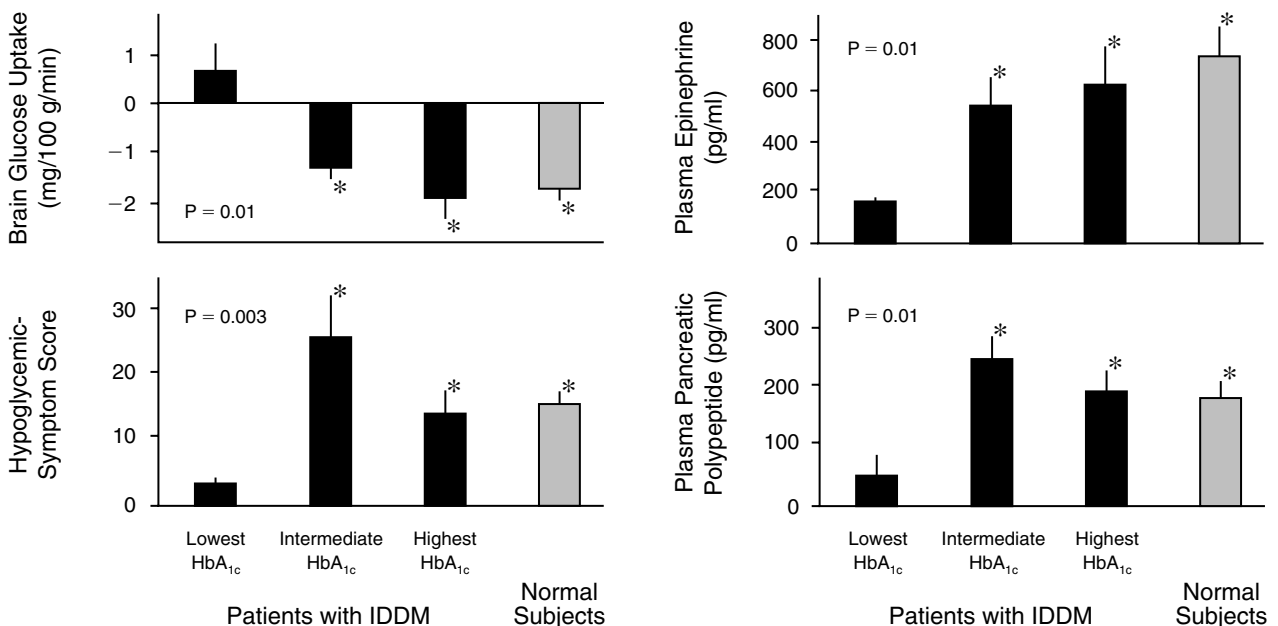 Brain Glucose Uptake
(mg/100 g/min)
1
0
−1
−2
P = 0.01
*
*
*
Plasma Epinephrine
(pg/ml)
800
600
400
200
0
P = 0.01
*
*
*
Hypoglycemic-
Symptom Score
30
20
10
0
P = 0.003
*
*
*
Lowest
HbA1c
Intermediate
HbA1c
Highest
HbA1c
Patients with IDDM
Normal
Subjects
Plasma Pancreatic
Polypeptide (pg/ml)
300
200
100
0
P = 0.01
*
*
*
Lowest
HbA1c
Intermediate
HbA1c
Highest
HbA1c
Patients with IDDM
Normal
Subjects